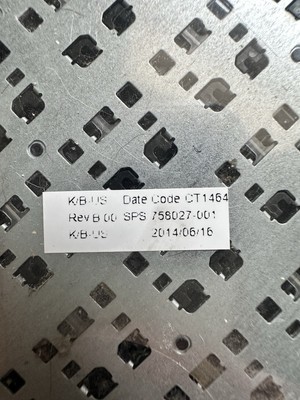 K/B-US Date Code CT1464
Rev B.00 SPS 758027-001
K/B-US 2014/06/16